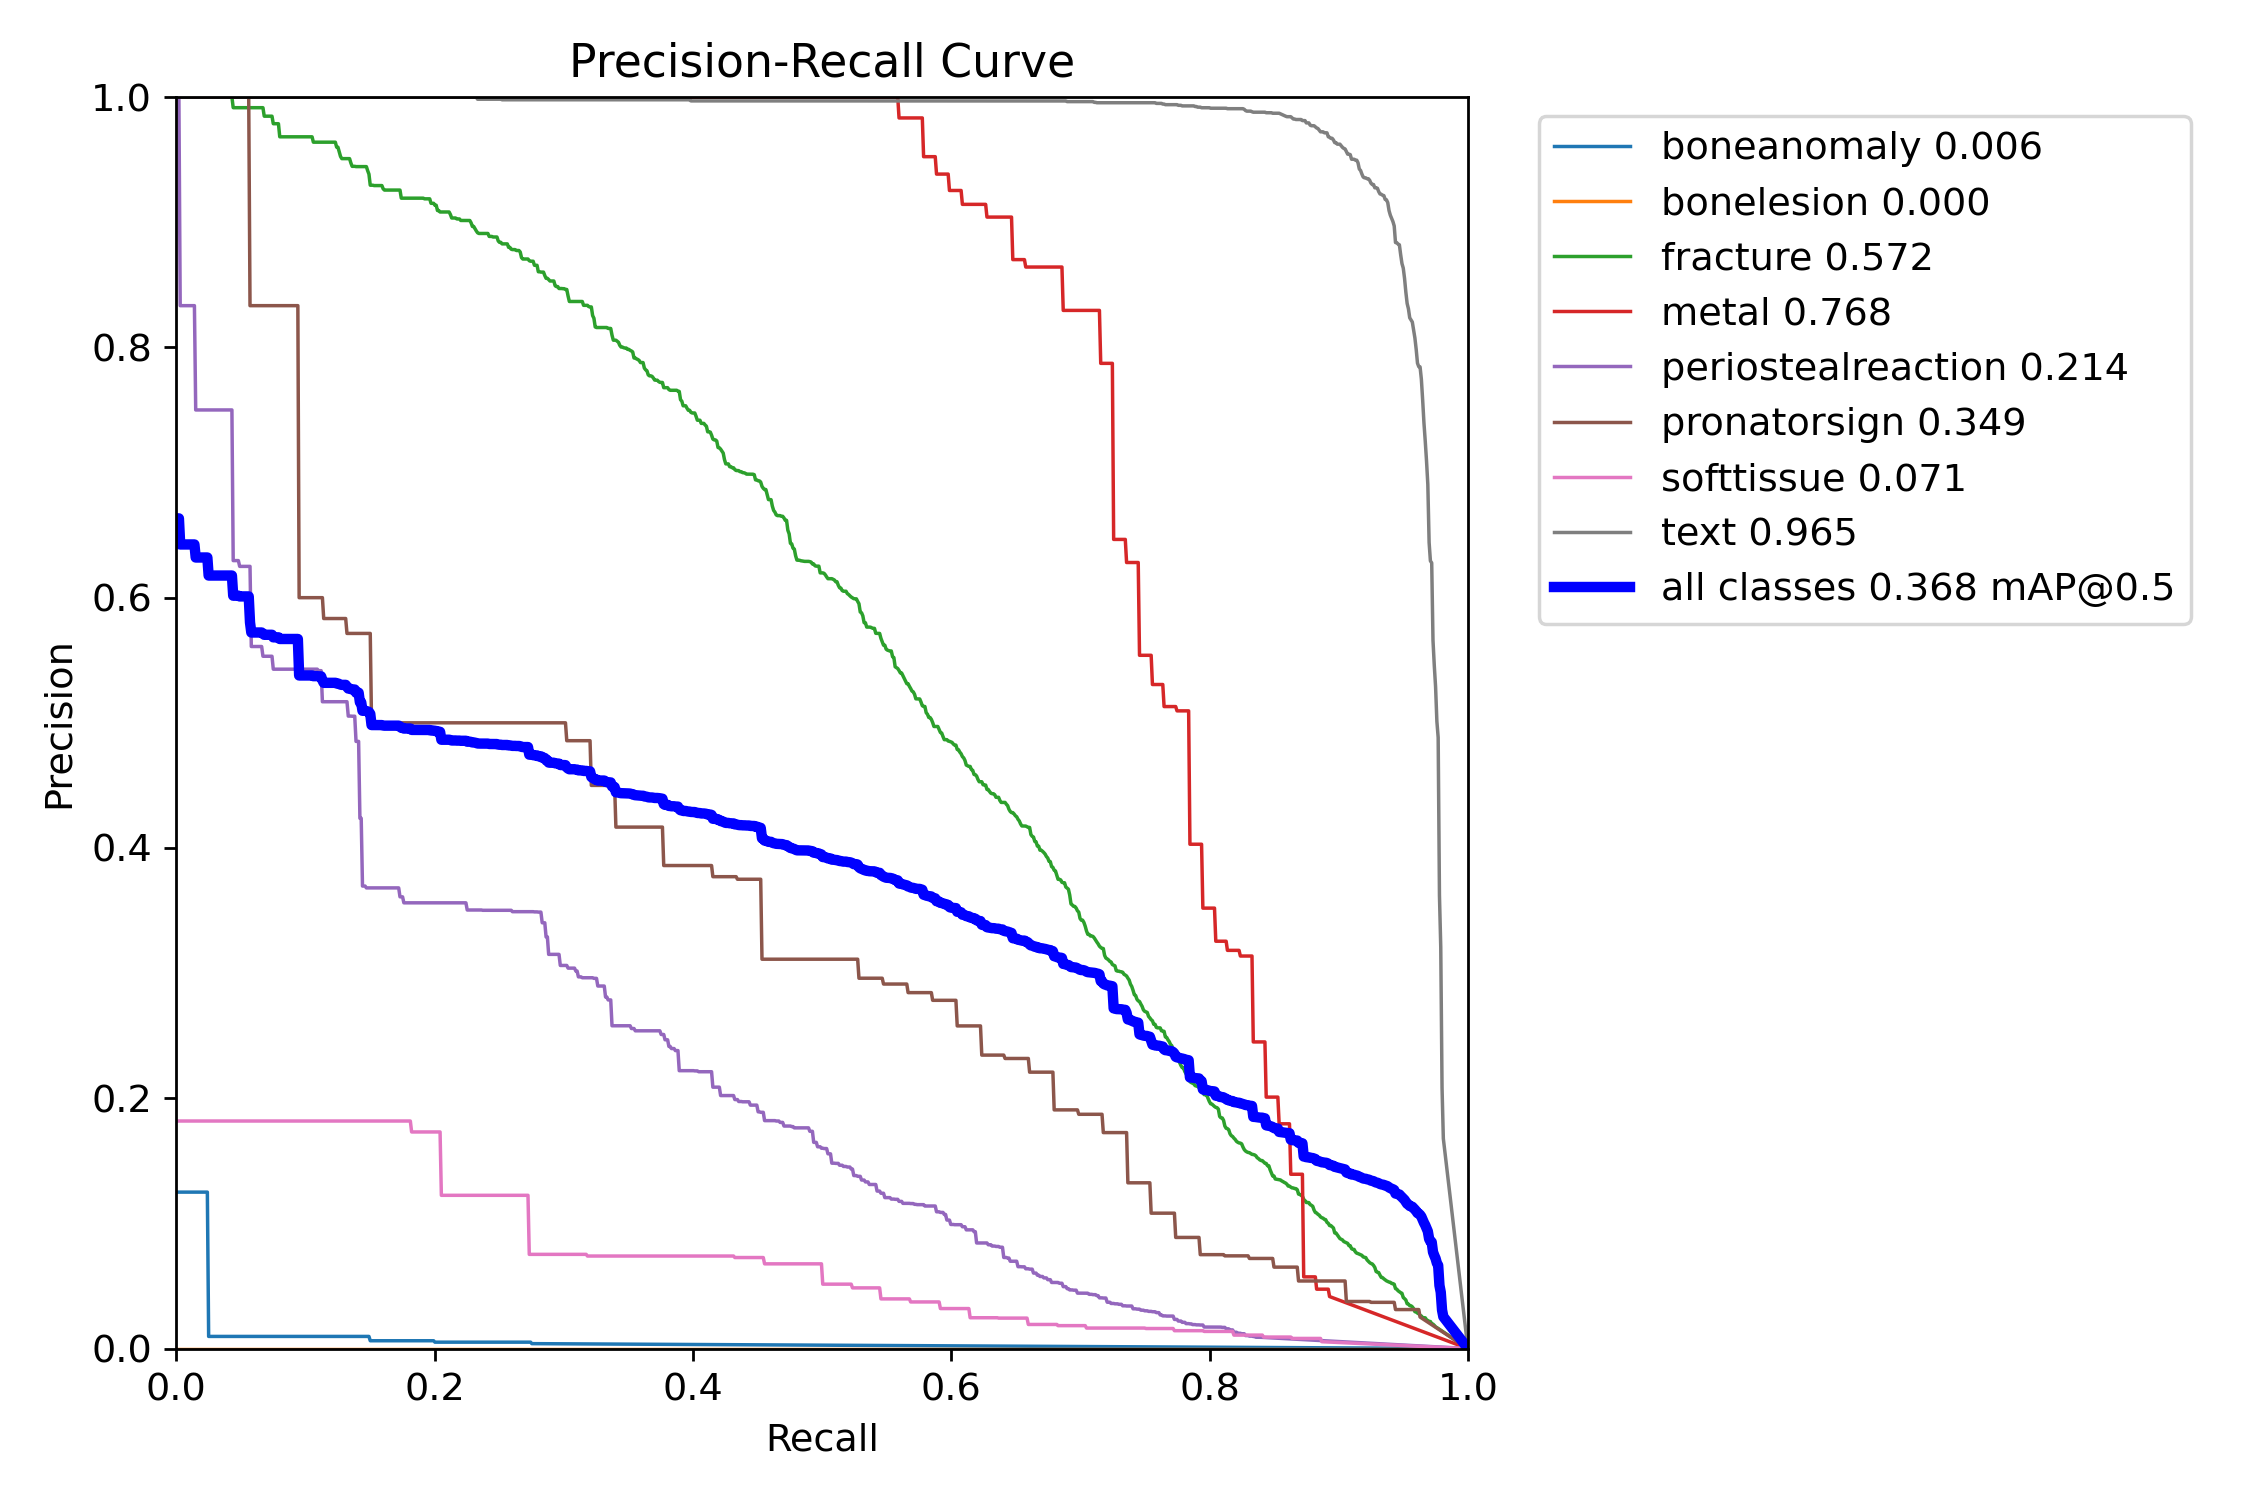 Precision-Recall Curve
1.0
0.8
0.6
0.4
0.2
0.0
Precision
0.0 0.2 0.4 0.6 0.8 1.0
Recall
boneanomaly 0.006
bonelesion 0.000
fracture 0.572
metal 0.768
periostealreaction 0.214
pronatorsign 0.349
softtissue 0.071
text 0.965
all classes 0.368 mAP@0.5